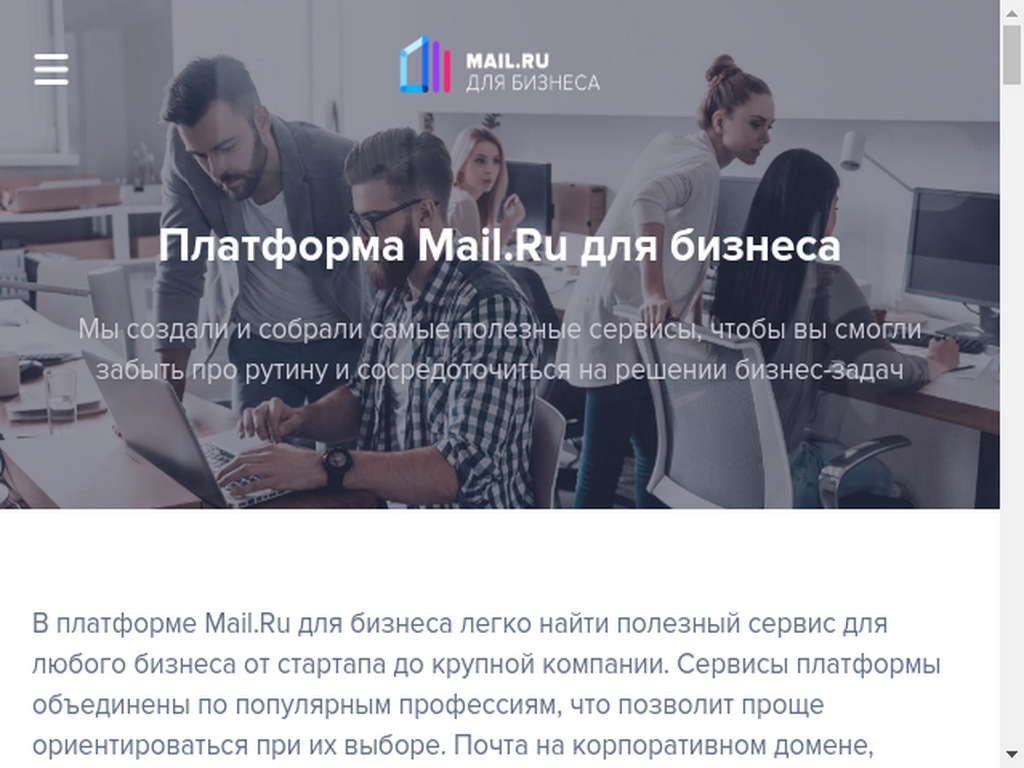 MAIL.RU
ДЛЯ БИЗНЕСА
Платформа Mail.Ru для бизнеса
Мы создали и собрали самые полезные сервисы, чтобы вы смогли
забыть про рутину и сосредоточиться на решении бизнес-задач
В платформе Mail.Ru для бизнеса легко найти полезный сервис для
любого бизнеса от стартапа до крупной компании. Сервисы платформы
объединены по популярным профессиям, что позволит проще
ориентироваться при их выборе. Почта на корпоративном домене,